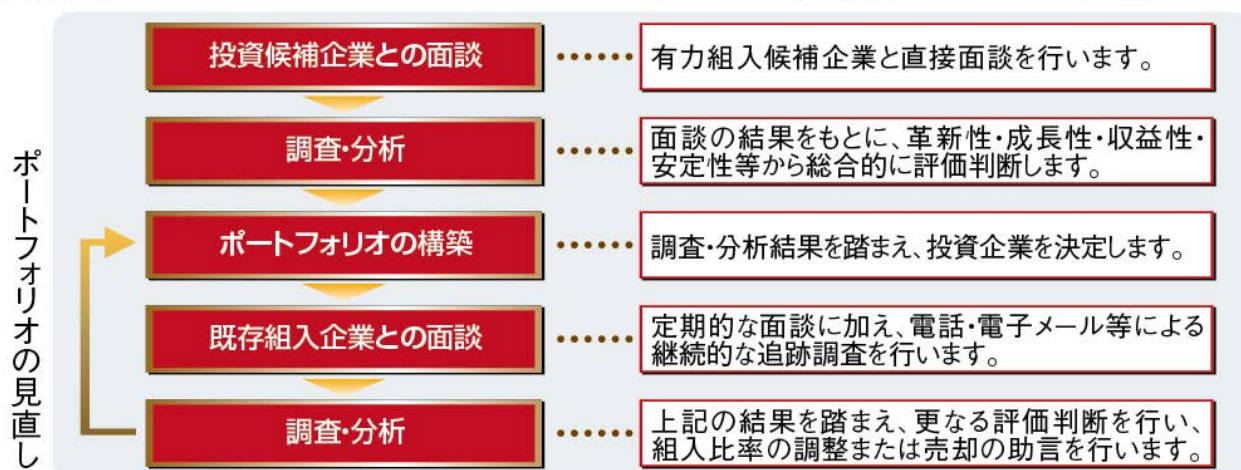 投資候補企業との面談
有力組入候補企業と直接面談を行います。
調査・分析
面談の結果をもとに、革新性・成長性・収益性・
安定性等から総合的に評価判断します。
ポートフォリオの構築
調査・分析結果を踏まえ、投資企業を決定します。
既存組入企業との面談
定期的な面談に加え、電話・電子メール等による
継続的な追跡調査を行います。
調査・分析
上記の結果を踏まえ、更なる評価判断を行い、
組入比率の調整または売却の助言を行います。
ポートフォリオの見直し